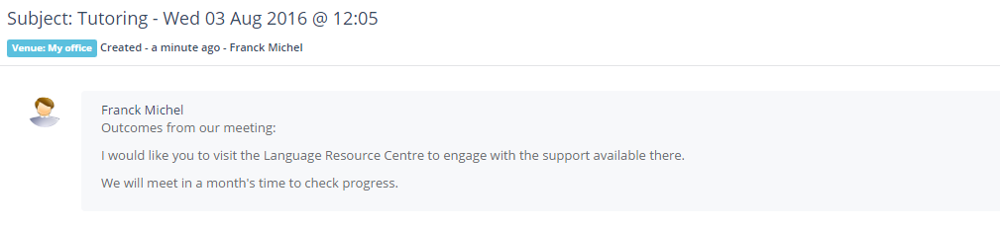 Subject: Tutoring - Wed 03 Aug 2016 @ 12:05
Venue: My office Created - a minute ago - Franck Michel
Franck Michel
Outcomes from our meeting:
I would like you to visit the Language Resource Centre to engage with the support available there.
We will meet in a month's time to check progress.